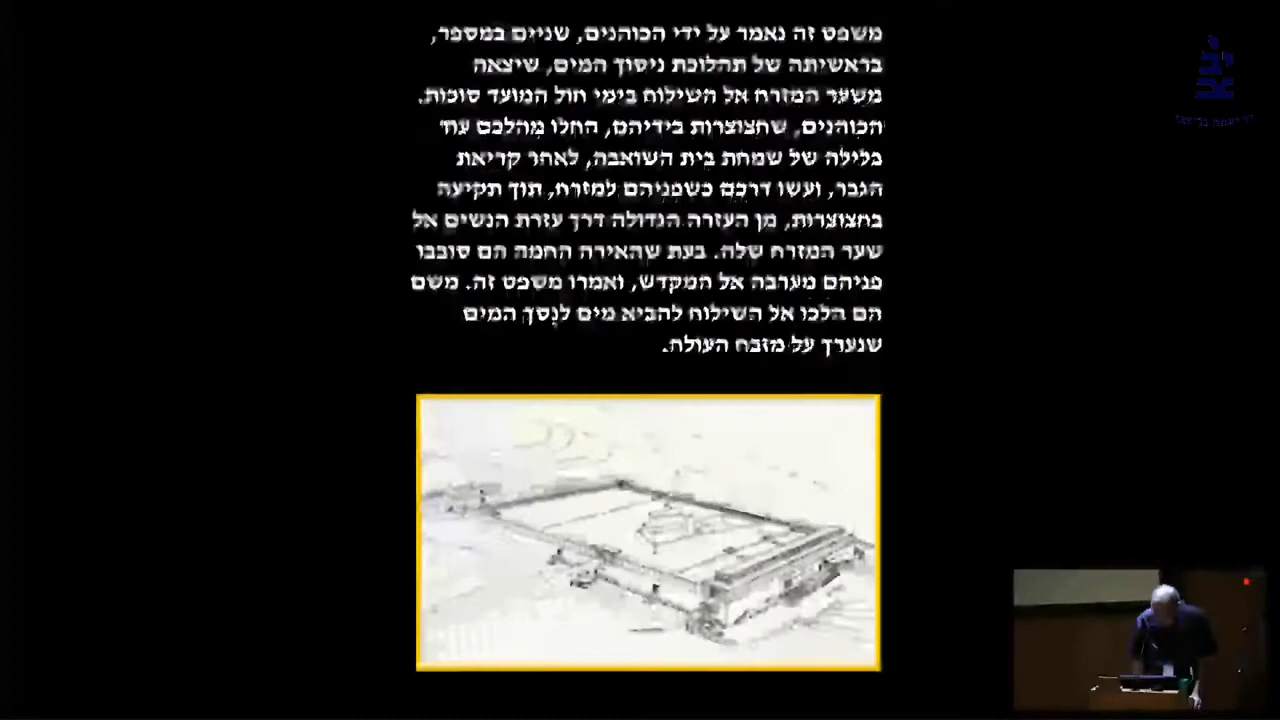 משפט זה נאמר על ידי הכוהנים, שניים במספר,
בראשיתה של תהלוכת ניסוך המים, שיצאה
משער המזרח אל השילוח בימי חול המועד סוכות.
הכוהנים, שחצוצרות בידיהם, החלו מהלכם עוד
בלילה של שמחת בית השואבה, לאחר קריאת
הגבר, ועשו דרכם כשפניהם למזרח, תוך תקיעה
בחצוצרות, מן העזרה הגדולה דרך עזרת הנשים אל
שער המזרח שלה. בעת שהאירה החמה הם סובבו
פניהם מערבה אל המקדש, ואמרו משפט זה. משם
הם הלכו אל השילוח להביא מים לנסך המים
שנערך על מזבח העולה.
יד יצחק בן-צבי